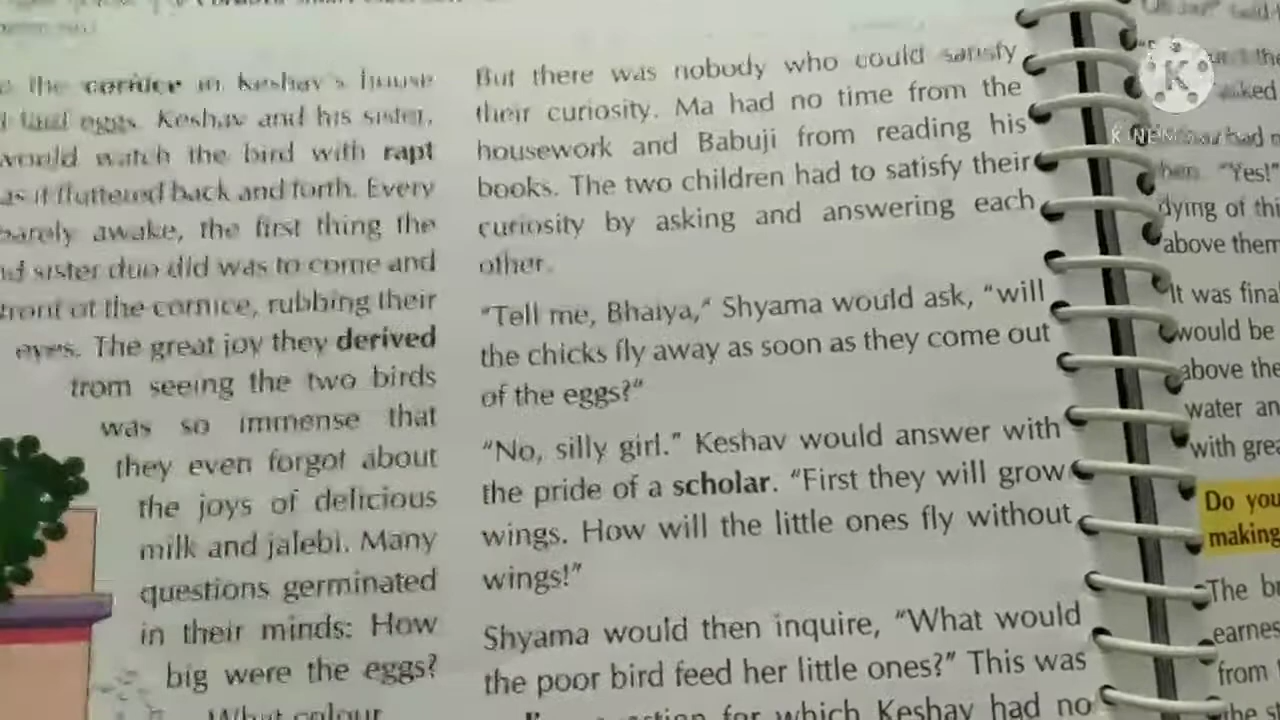 the cornice in Keshav's house
laid eggs. Keshav and his sister,
would watch the bird with rapt
as it fluttered back and forth. Every
barely awake, the first thing the
sister duo did was to come and
front of the cornice, rubbing their
eyes. The great joy they derived
from seeing the two birds
was so immense that
they even forgot about
the joys of delicious
milk and jalebi. Many
questions germinated
in their minds: How
big were the eggs?
What colour
But there was nobody who could satisfy
their curiosity. Ma had no time from the
housework and Babuji from reading his
books. The two children had to satisfy their
curiosity by asking and answering each
other.
"Tell me, Bhaiya," Shyama would ask, "will
the chicks fly away as soon as they come out
of the eggs?"
"No, silly girl." Keshav would answer with
the pride of a scholar. "First they will grow
wings. How will the little ones fly without
wings!"
Shyama would then inquire, "What would
the poor bird feed her little ones?" This was
for which Keshav had no
K
had
"Yes!"
dying of
above them
It was
would be
above the
water
with
Do you
making
The
from